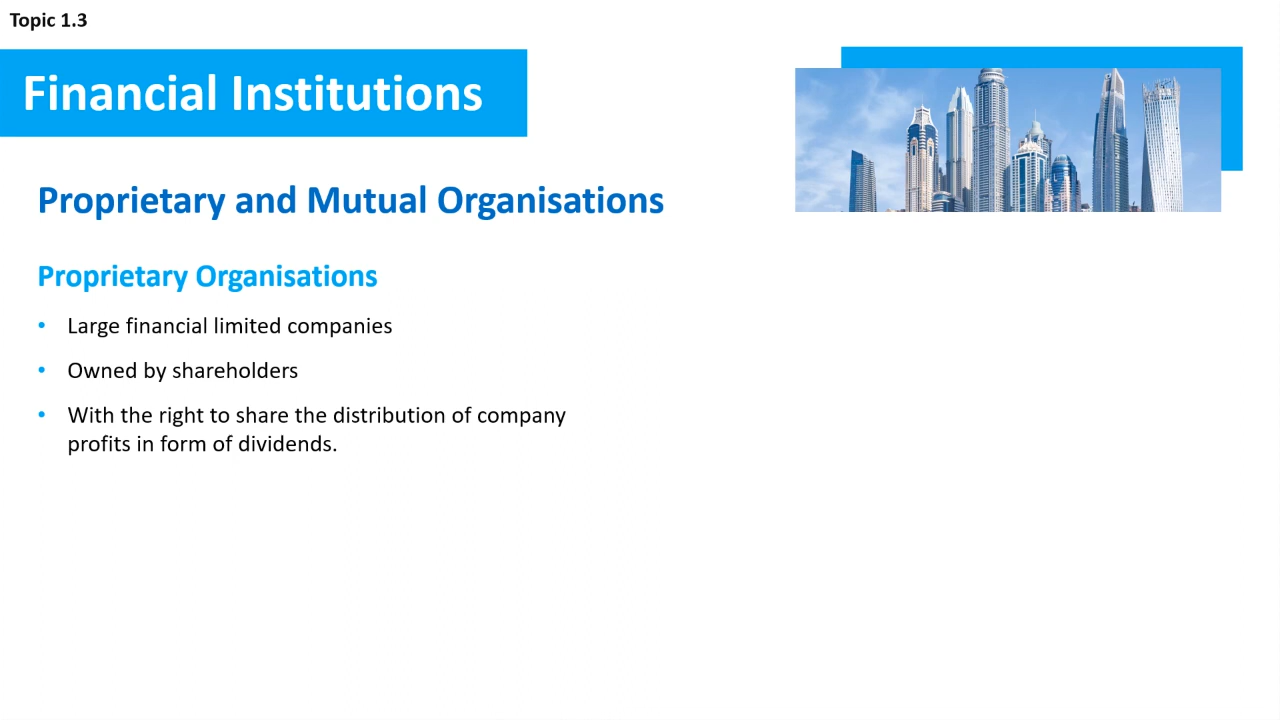 Topic 1.3
Financial Institutions
Proprietary and Mutual Organisations
Proprietary Organisations
• Large financial limited companies
• Owned by shareholders
• With the right to share the distribution of company
profits in form of dividends.